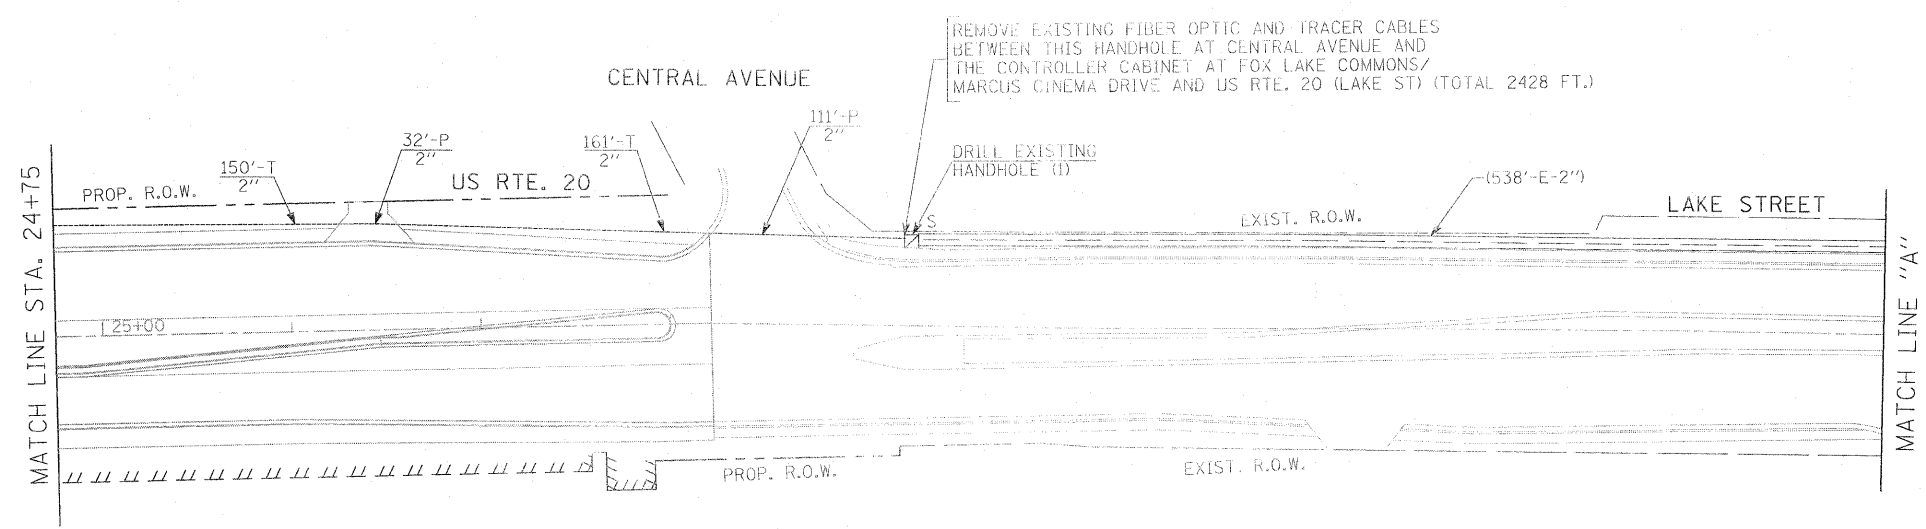 REMOVE EXISTING FIBER OPTIC AND TRACER CABLES
BETWEEN THIS HANDHOLE AT CENTRAL AVENUE AND
THE CONTROLLER CABINET AT FOX LAKE COMMONS/
MARCUS CINEMA DRIVE AND US RTE. 20 (LAKE ST) (TOTAL 2428 FT.)
CENTRAL AVENUE
111'-P
2"
32'-P
2"
161'-T
2"
150'-T
2"
DRILL EXISTING
HANDHOLE (1)
PROP. R.O.W.
US RTE. 20
(538'-E-2")
S
EXIST. R.O.W.
LAKE STREET
MATCH LINE STA. 24+75
25+00
MATCH LINE "A"
PROP. R.O.W.
EXIST. R.O.W.